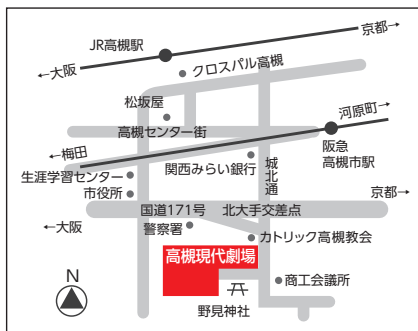 JR高槻駅
京都→
←大阪
クロスパル高槻
松坂屋
高槻センター街
河原町→
←梅田
関西みらい銀行
阪急
高槻市駅
城北通
生涯学習センター
市役所
京都→
国道171号
北大手交差点
←大阪
警察署
カトリック高槻教会
高槻現代劇場
N
商工会議所
野見神社